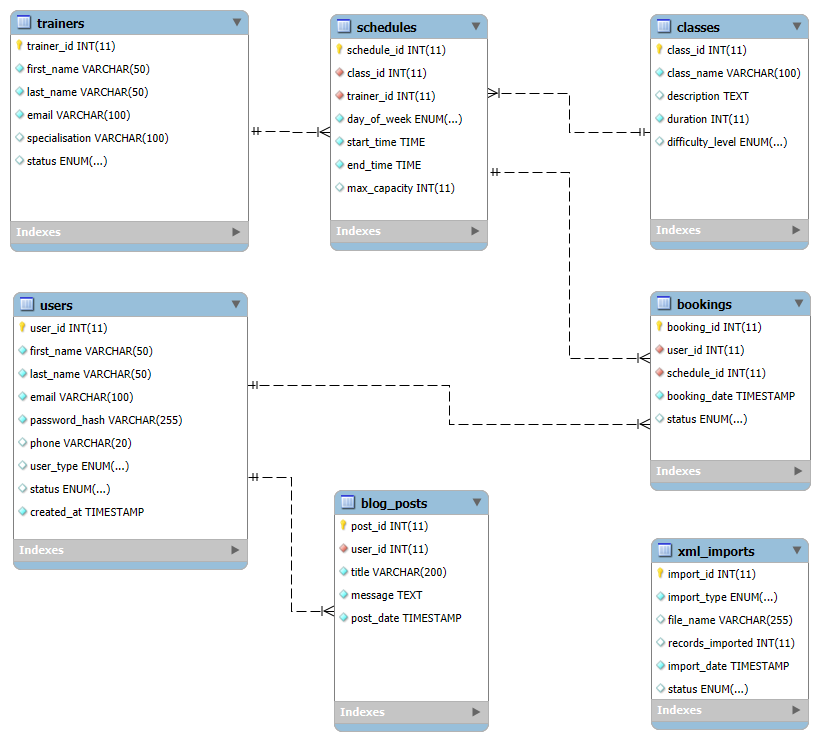 trainers
trainer_id INT(11)
first_name VARCHAR(50)
last_name VARCHAR(50)
email VARCHAR(100)
specialisation VARCHAR(100)
status ENUM(...)
Indexes
schedules
schedule_id INT(11)
class_id INT(11)
trainer_id INT(11)
day_of_week ENUM(...)
start_time TIME
end_time TIME
max_capacity INT(11)
Indexes
classes
class_id INT(11)
class_name VARCHAR(100)
description TEXT
duration INT(11)
difficulty_level ENUM(...)
Indexes
users
user_id INT(11)
first_name VARCHAR(50)
last_name VARCHAR(50)
email VARCHAR(100)
password_hash VARCHAR(255)
phone VARCHAR(20)
user_type ENUM(...)
status ENUM(...)
created_at TIMESTAMP
Indexes
bookings
booking_id INT(11)
user_id INT(11)
schedule_id INT(11)
booking_date TIMESTAMP
status ENUM(...)
Indexes
blog_posts
post_id INT(11)
user_id INT(11)
title VARCHAR(200)
message TEXT
post_date TIMESTAMP
Indexes
xml_imports
import_id INT(11)
import_type ENUM(...)
file_name VARCHAR(255)
records_imported INT(11)
import_date TIMESTAMP
status ENUM(...)
Indexes